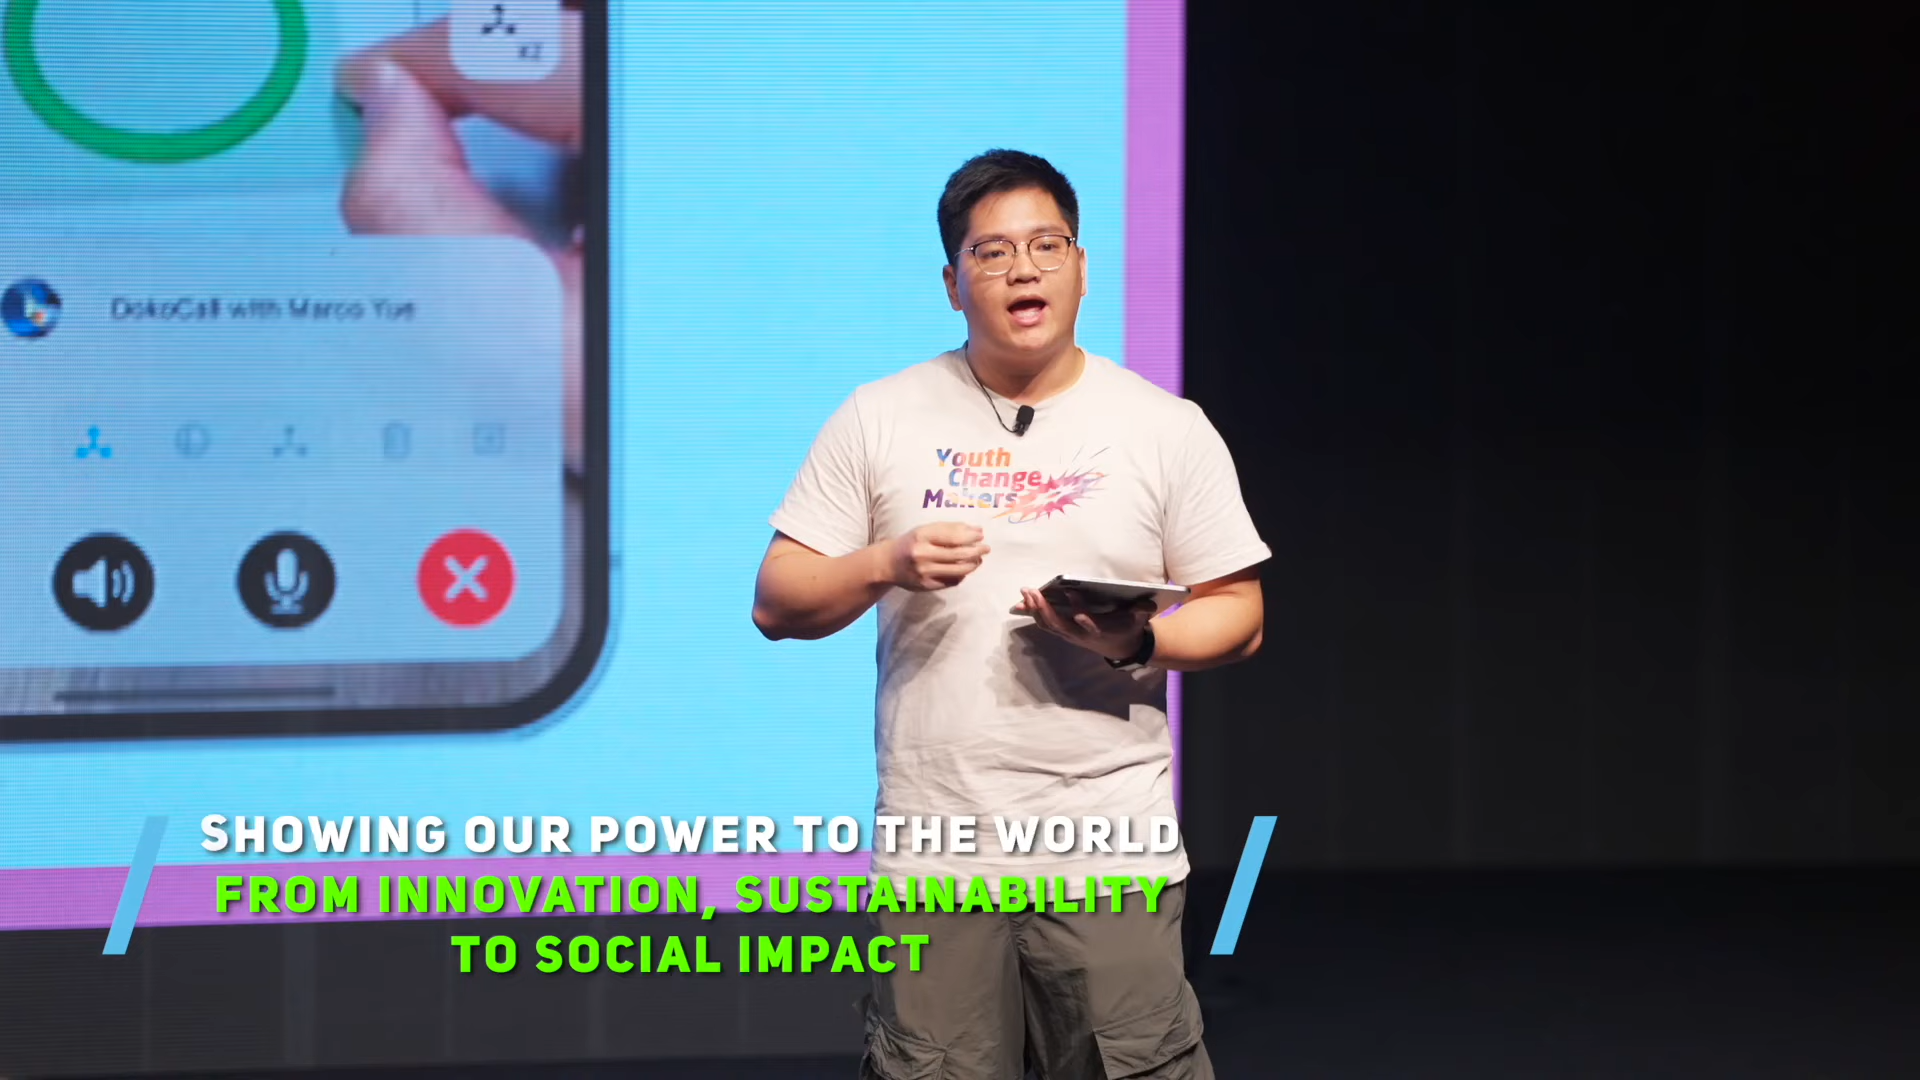 x2
DokoCall with Marco Yue
Youth
Change
Makers
SHOWING OUR POWER TO THE WORLD
FROM INNOVATION, SUSTAINABILITY
TO SOCIAL IMPACT